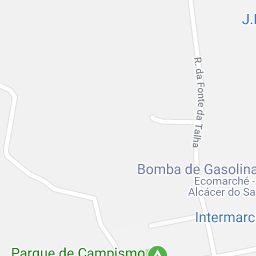 J.
R. da Fonte da Talha
Bomba de Gasolina
Ecomarché -
Alcácer do Sa
Intermarc
Parque de Campismo